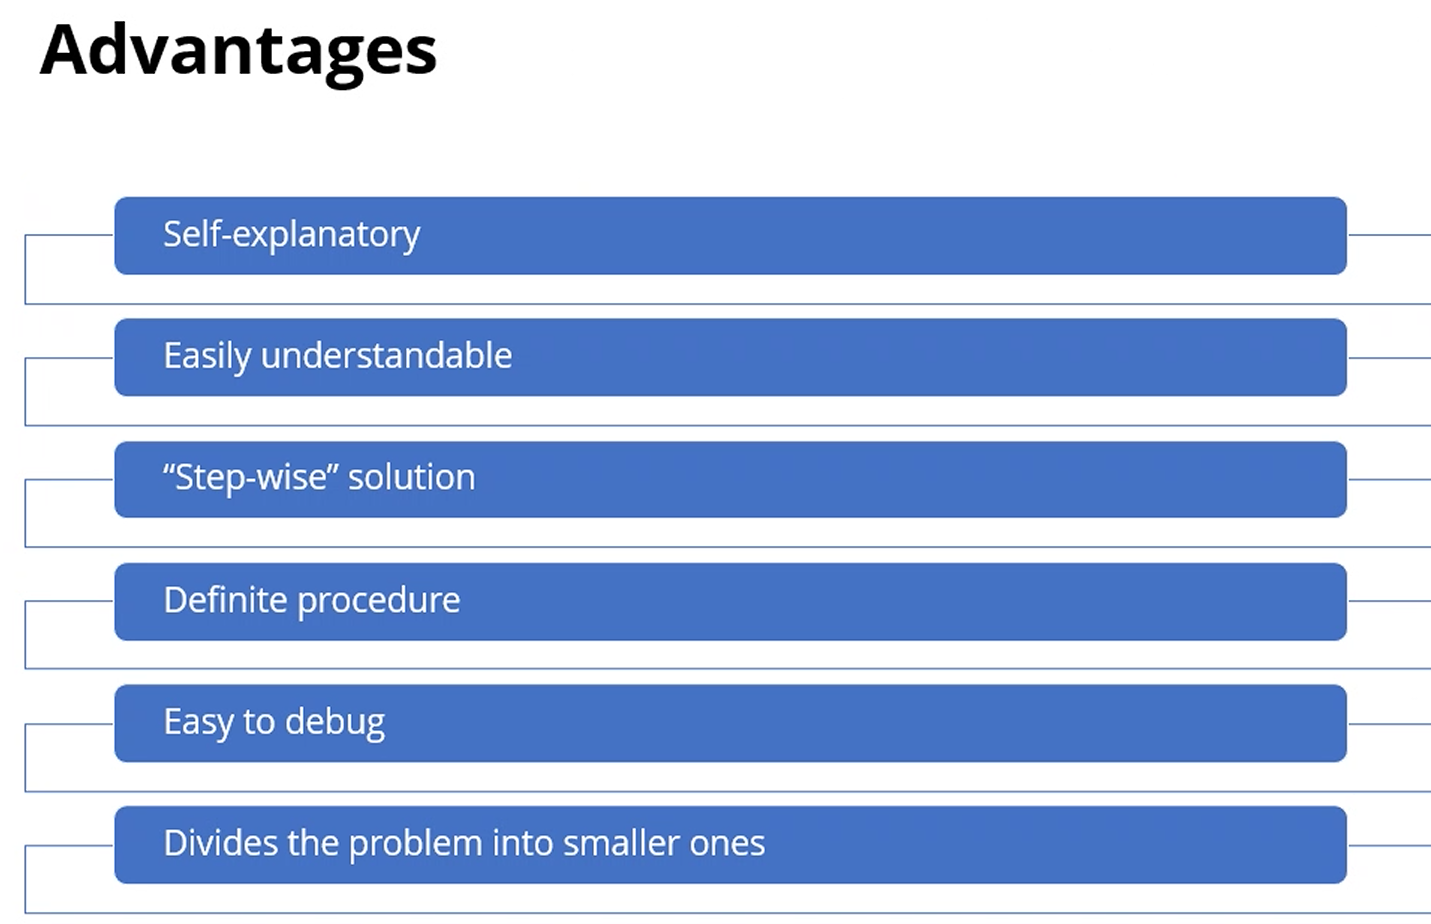 Advantages
Self-explanatory
Easily understandable
“Step-wise” solution
Definite procedure
Easy to debug
Divides the problem into smaller ones